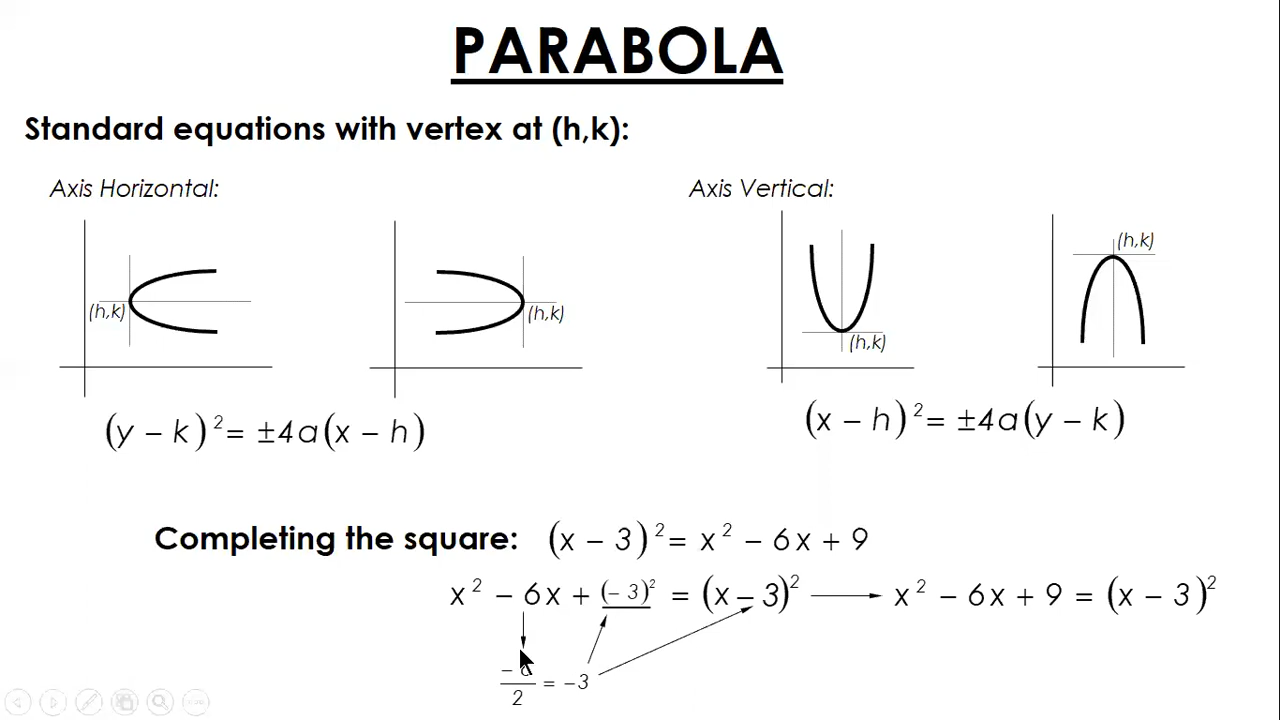 PARABOLA
Standard equations with vertex at (h,k):
Axis Horizontal:
Axis Vertical:
(h,k)
(h,k)
(h,k)
(h,k)
(y − k)²= ±4a(x − h)
(x − h)²= ±4a(y − k)
Completing the square: (x − 3)²= x² − 6x + 9
x² − 6x + (− 3)² = (x − 3)² x² − 6x + 9 = (x − 3)²
−
2
= −3